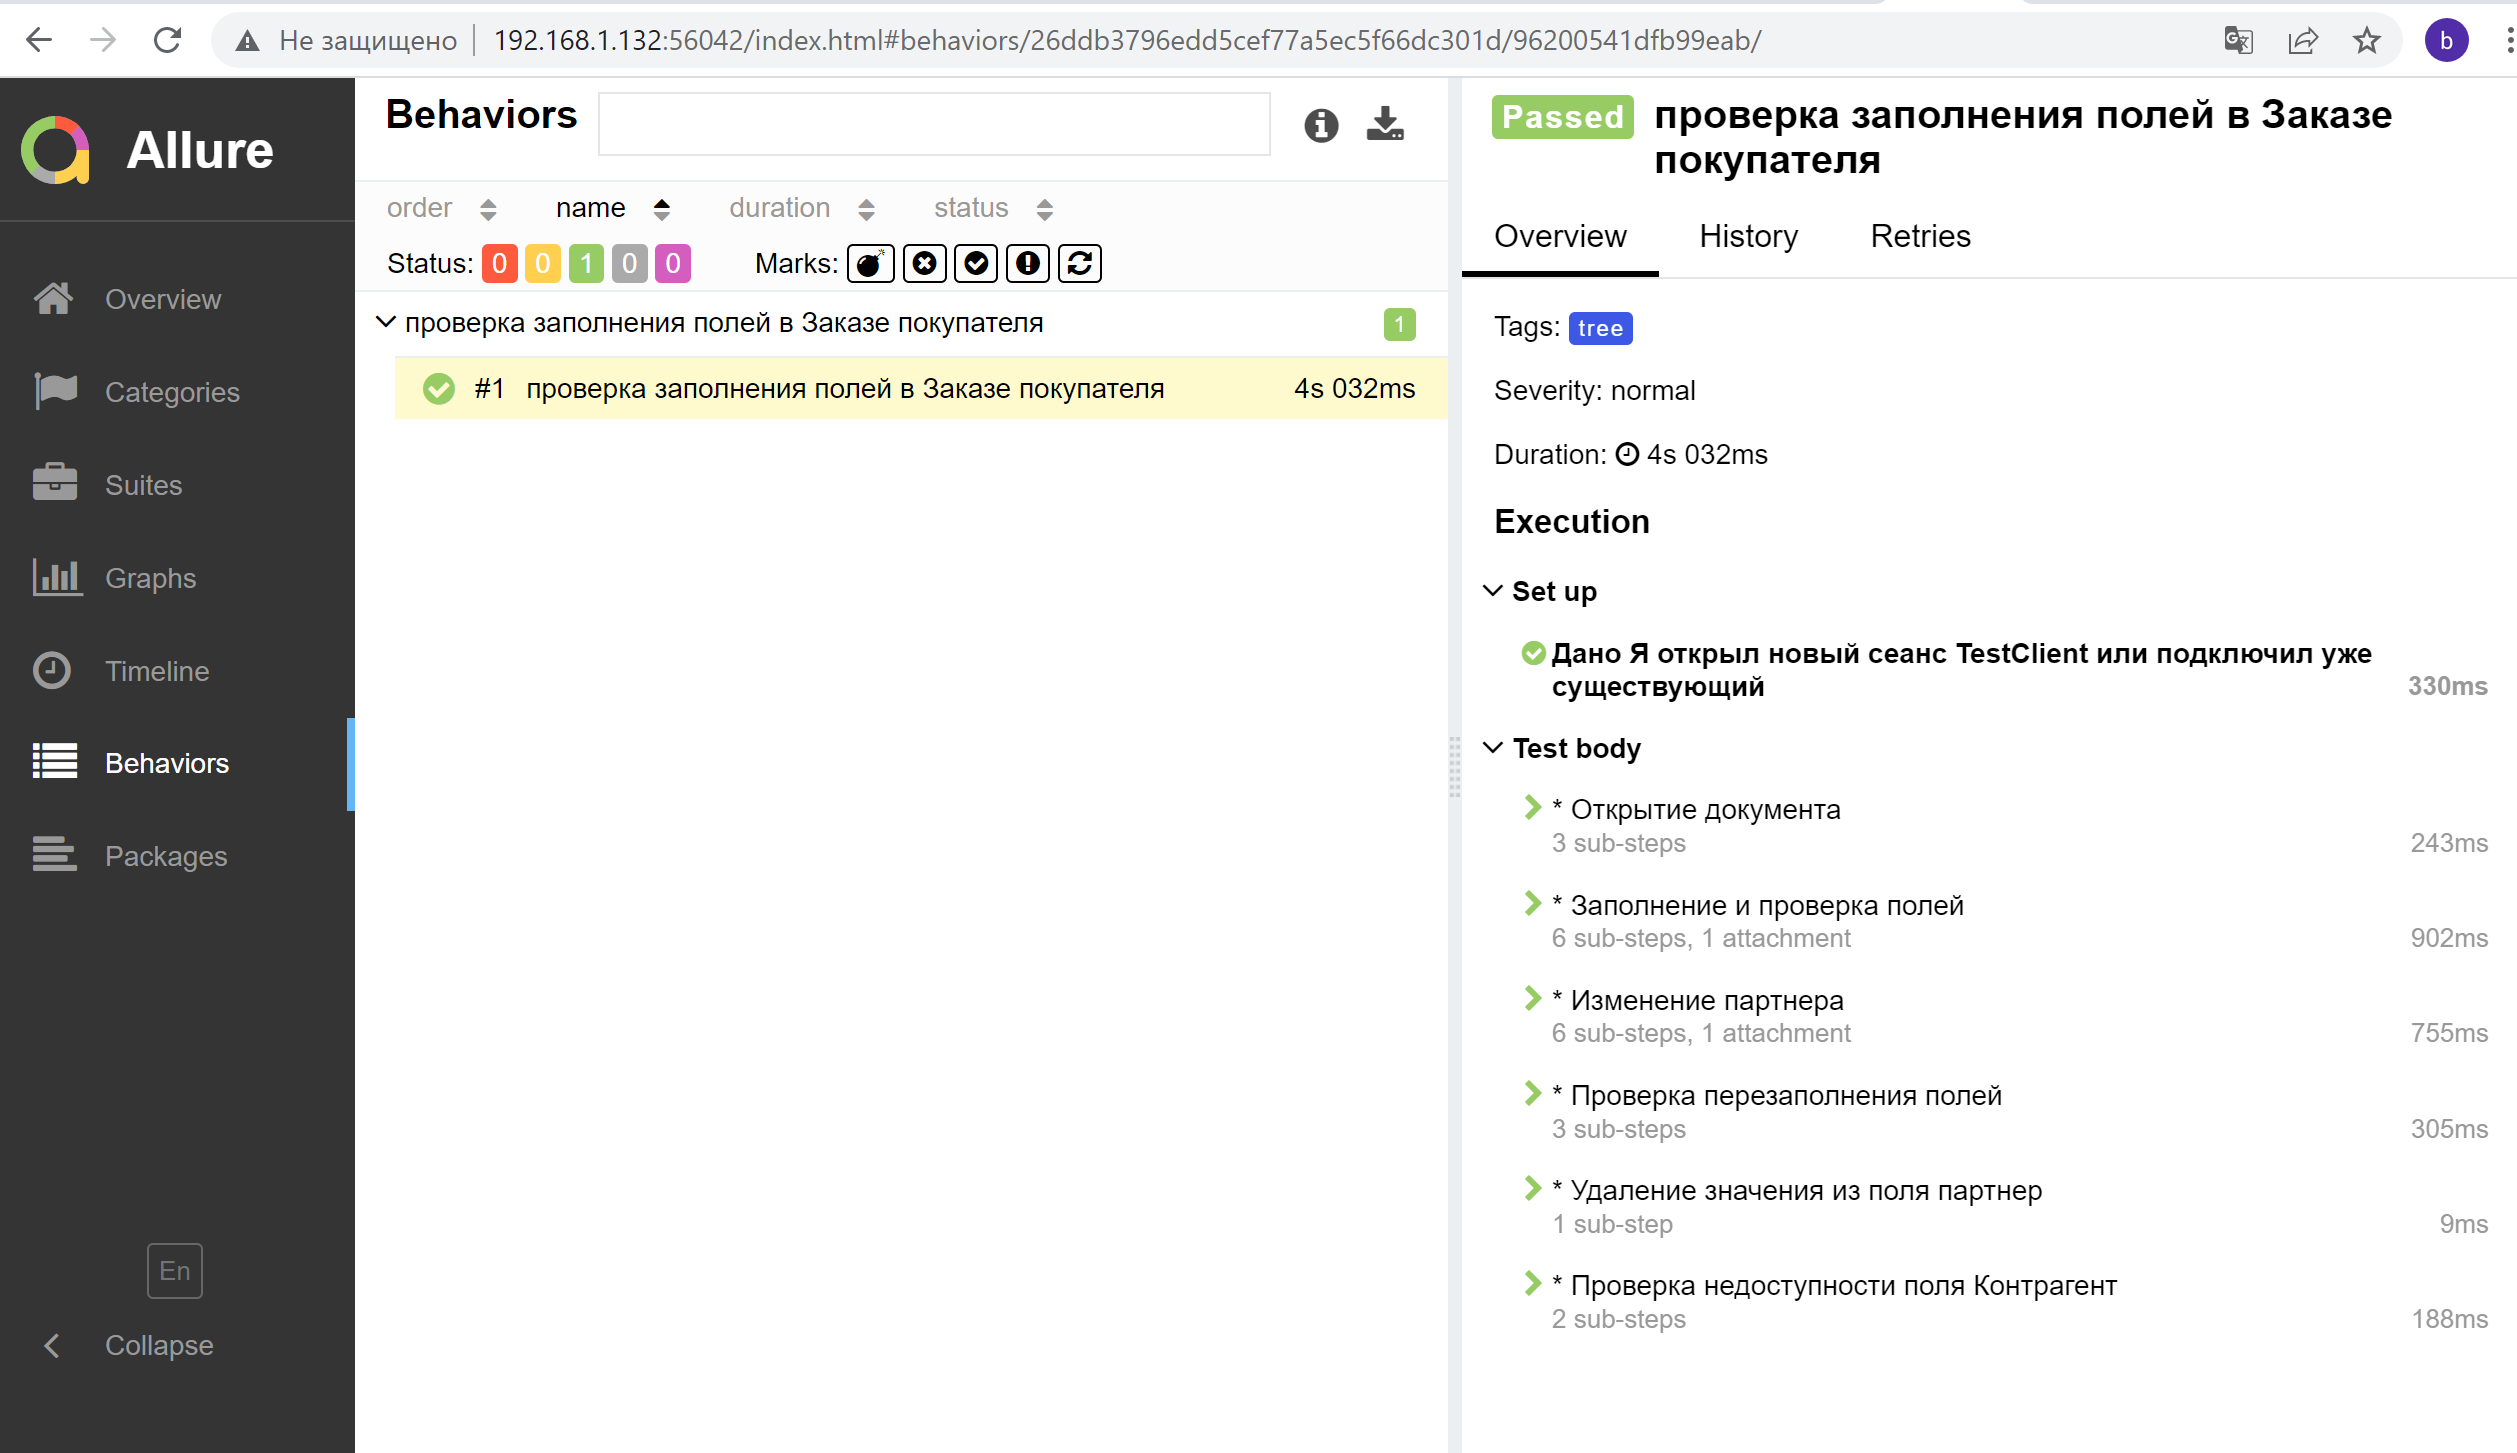 Не защищено
192.168.1.132:56042/index.html#behaviors/26ddb3796edd5cef77a5ec5f66dc301d/96200541dfb99eab/
b
Allure
Overview
Categories
Suites
Graphs
Timeline
Behaviors
Packages
En
Collapse
Behaviors
order name duration status
Status: 0 0 1 0 0 Marks:
проверка заполнения полей в Заказе покупателя 1
#1 проверка заполнения полей в Заказе покупателя 4s 032ms
Passed проверка заполнения полей в Заказе
покупателя
Overview History Retries
Tags: tree
Severity: normal
Duration: 4s 032ms
Execution
Set up
Дано Я открыл новый сеанс TestClient или подключил уже
существующий 330ms
Test body
* Открытие документа
3 sub-steps 243ms
* Заполнение и проверка полей
6 sub-steps, 1 attachment 902ms
* Изменение партнера
6 sub-steps, 1 attachment 755ms
* Проверка перезаполнения полей
3 sub-steps 305ms
* Удаление значения из поля партнер
1 sub-step 9ms
* Проверка недоступности поля Контрагент
2 sub-steps 188ms